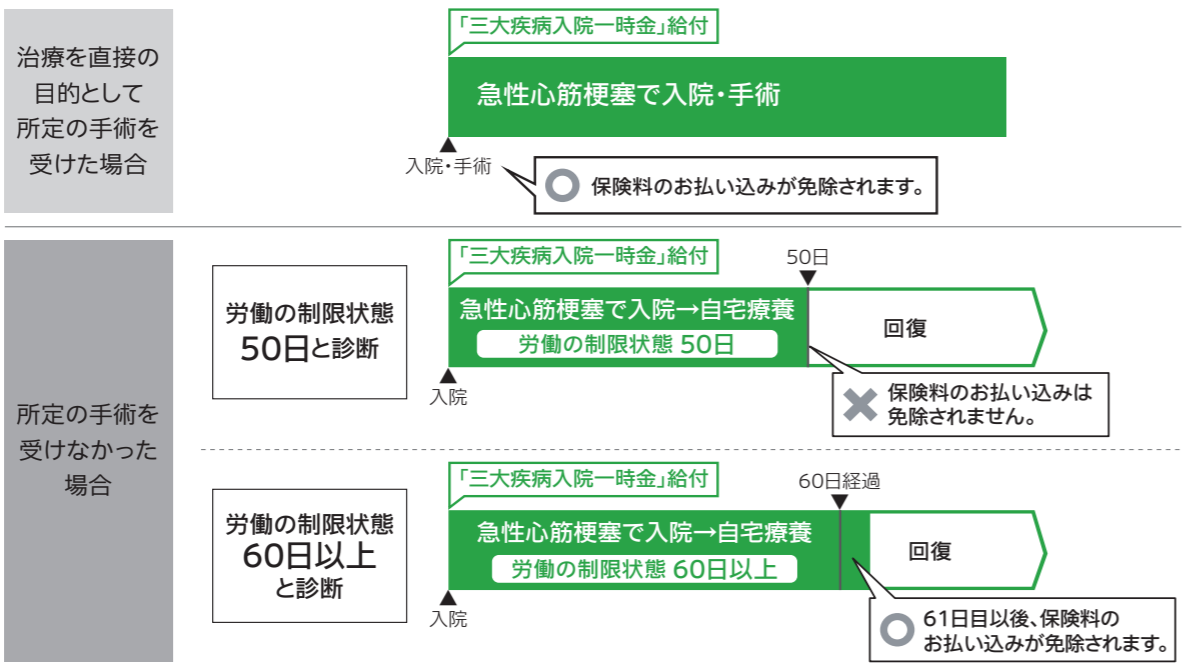 治療を直接の
目的として
所定の手術を
受けた場合
「三大疾病入院一時金」給付
急性心筋梗塞で入院・手術
入院・手術
保険料のお払い込みが免除されます。
所定の手術を
受けなかった
場合
労働の制限状態
50日と診断
「三大疾病入院一時金」給付
50日
急性心筋梗塞で入院→自宅療養
労働の制限状態 50日
回復
入院
保険料のお払い込みは
免除されません。
労働の制限状態
60日以上
と診断
「三大疾病入院一時金」給付
60日経過
急性心筋梗塞で入院→自宅療養
労働の制限状態 60日以上
回復
入院
61日目以後、保険料の
お払い込みが免除されます。